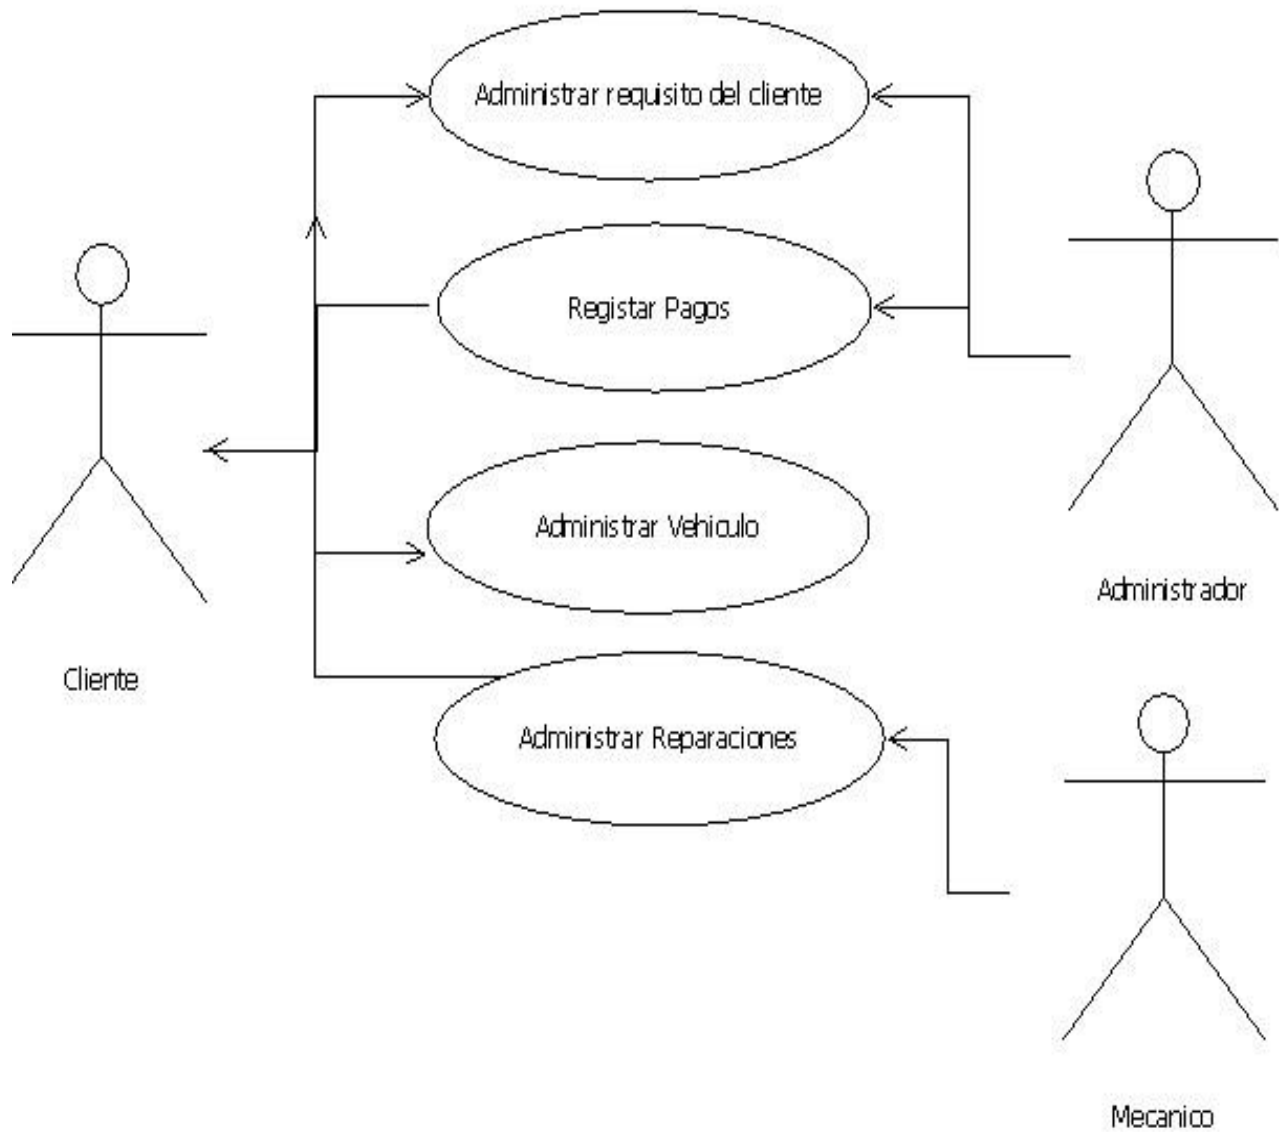 Administrar requisito del cliente
Registar Pagos
Administrar Vehiculo
Administrador
Cliente
Administrar Reparaciones
Mecanico